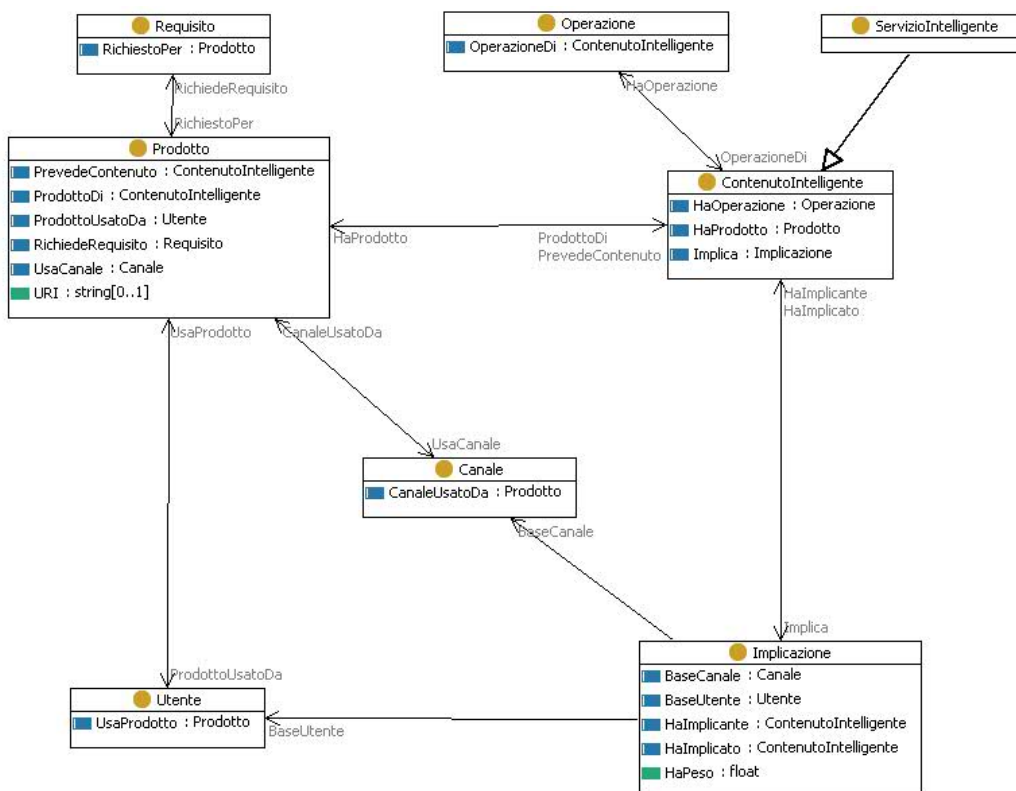 Requisito
RichiestoPer : Prodotto
Operazione
OperazioneDi : ContenutoIntelligente
ServizioIntelligente
RichiedeRequisito
HaOperazione
RichiestoPer
OperazioneDi
Prodotto
PrevedeContenuto : ContenutoIntelligente
ProdottoDi : ContenutoIntelligente
ProdottoUsatoDa : Utente
RichiedeRequisito : Requisito
UsaCanale : Canale
URI : string[0..1]
ContenutoIntelligente
HaOperazione : Operazione
HaProdotto : Prodotto
Implica : Implicazione
HaProdotto
ProdottoDi
PrevedeContenuto
HaImplicante
HaImplicato
UsaProdotto
CanaleUsatoDa
UsaCanale
Canale
CanaleUsatoDa : Prodotto
BaseCanale
Implica
Implicazione
BaseCanale : Canale
BaseUtente : Utente
HaImplicante : ContenutoIntelligente
HaImplicato : ContenutoIntelligente
HaPeso : float
ProdottoUsatoDa
Utente
UsaProdotto : Prodotto
BaseUtente